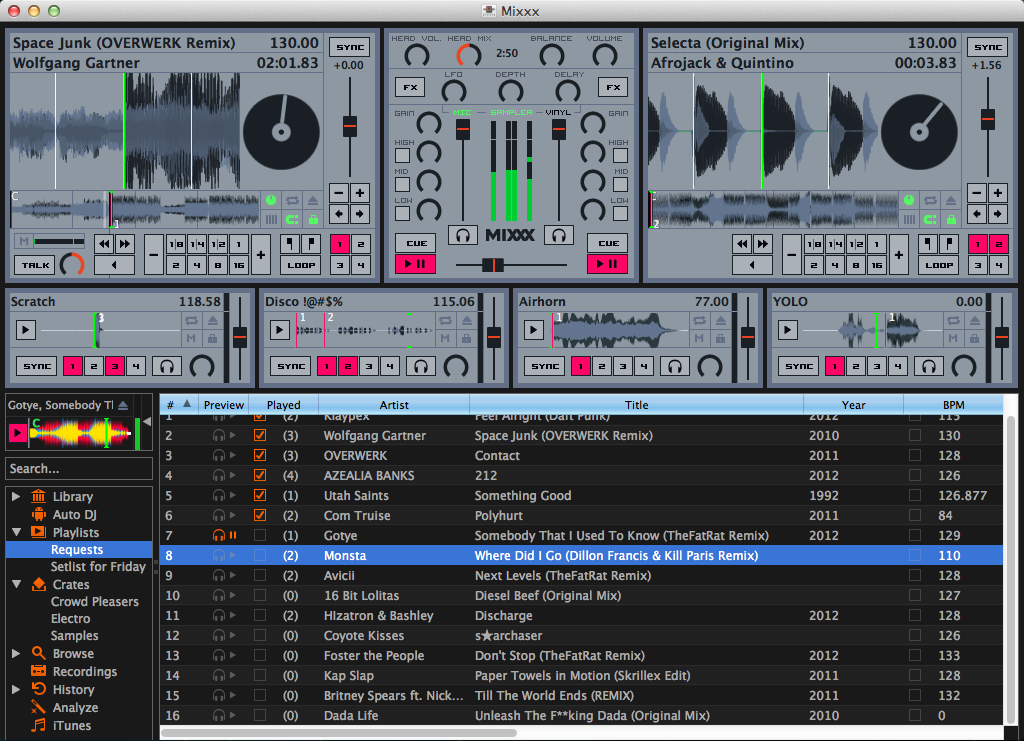 Mixxx
Space Junk (OVERWERK Remix) 130.00
Wolfgang Gartner 02:01.83
SYNC
+0.00
HEAD VOL. HEAD MIX 2:50 BALANCE VOLUME
LFO DEPTH DELAY
FX FX
GAIN MIC SAMPLER VINYL GAIN
HIGH HIGH
MID MID
LOW LOW
CUE MIXXX CUE
Selecta (Original Mix) 130.00
Afrojack & Quintino 00:03.83
SYNC
+1.56
C
1
M
TALK
1/8 1/4 1/2 1
2 4 8 16
LOOP
1 2
3 4
C
2
1/8 1/4 1/2 1
2 4 8 16
LOOP
1 2
3 4
Scratch 118.58
3
M
SYNC 1 2 3 4
Disco !@#$% 115.06
1 2
M
SYNC 1 2 3 4
Airhorn 77.00
1
M
SYNC 1 2 3 4
YOLO 0.00
1
M
SYNC 1 2 3 4
Gotye, Somebody T
C
Search...
Library
Auto DJ
Playlists
Requests
Setlist for Friday
Crates
Crowd Pleasers
Electro
Samples
Browse
Recordings
History
Analyze
iTunes
# Preview Played Artist Title Year BPM
1 (2) Klaypex Feel Alright (Daft Punk) 2012 115
2 (3) Wolfgang Gartner Space Junk (OVERWERK Remix) 2010 130
3 (3) OVERWERK Contact 2011 128
4 (4) AZEALIA BANKS 212 2012 126
5 (1) Utah Saints Something Good 1992 126.877
6 (2) Com Truise Polyhurt 2011 84
7 (1) Gotye Somebody That I Used To Know (TheFatRat Remix) 2012 129
8 (2) Monsta Where Did I Go (Dillon Francis & Kill Paris Remix) 110
9 (2) Avicii Next Levels (TheFatRat Remix) 128
10 (0) 16 Bit Lolitas Diesel Beef (Original Mix) 127
11 (2) HIzatron & Bashley Discharge 2012 128
12 (0) Coyote Kisses s★archaser 126
13 (0) Foster the People Don't Stop (TheFatRat Remix) 2012 133
14 (0) Kap Slap Paper Towels in Motion (Skrillex Edit) 2011 128
15 (0) Britney Spears ft. Nick... Till The World Ends (REMIX) 2011 132
16 (0) Dada Life Unleash The F**king Dada (Original Mix) 2010 0